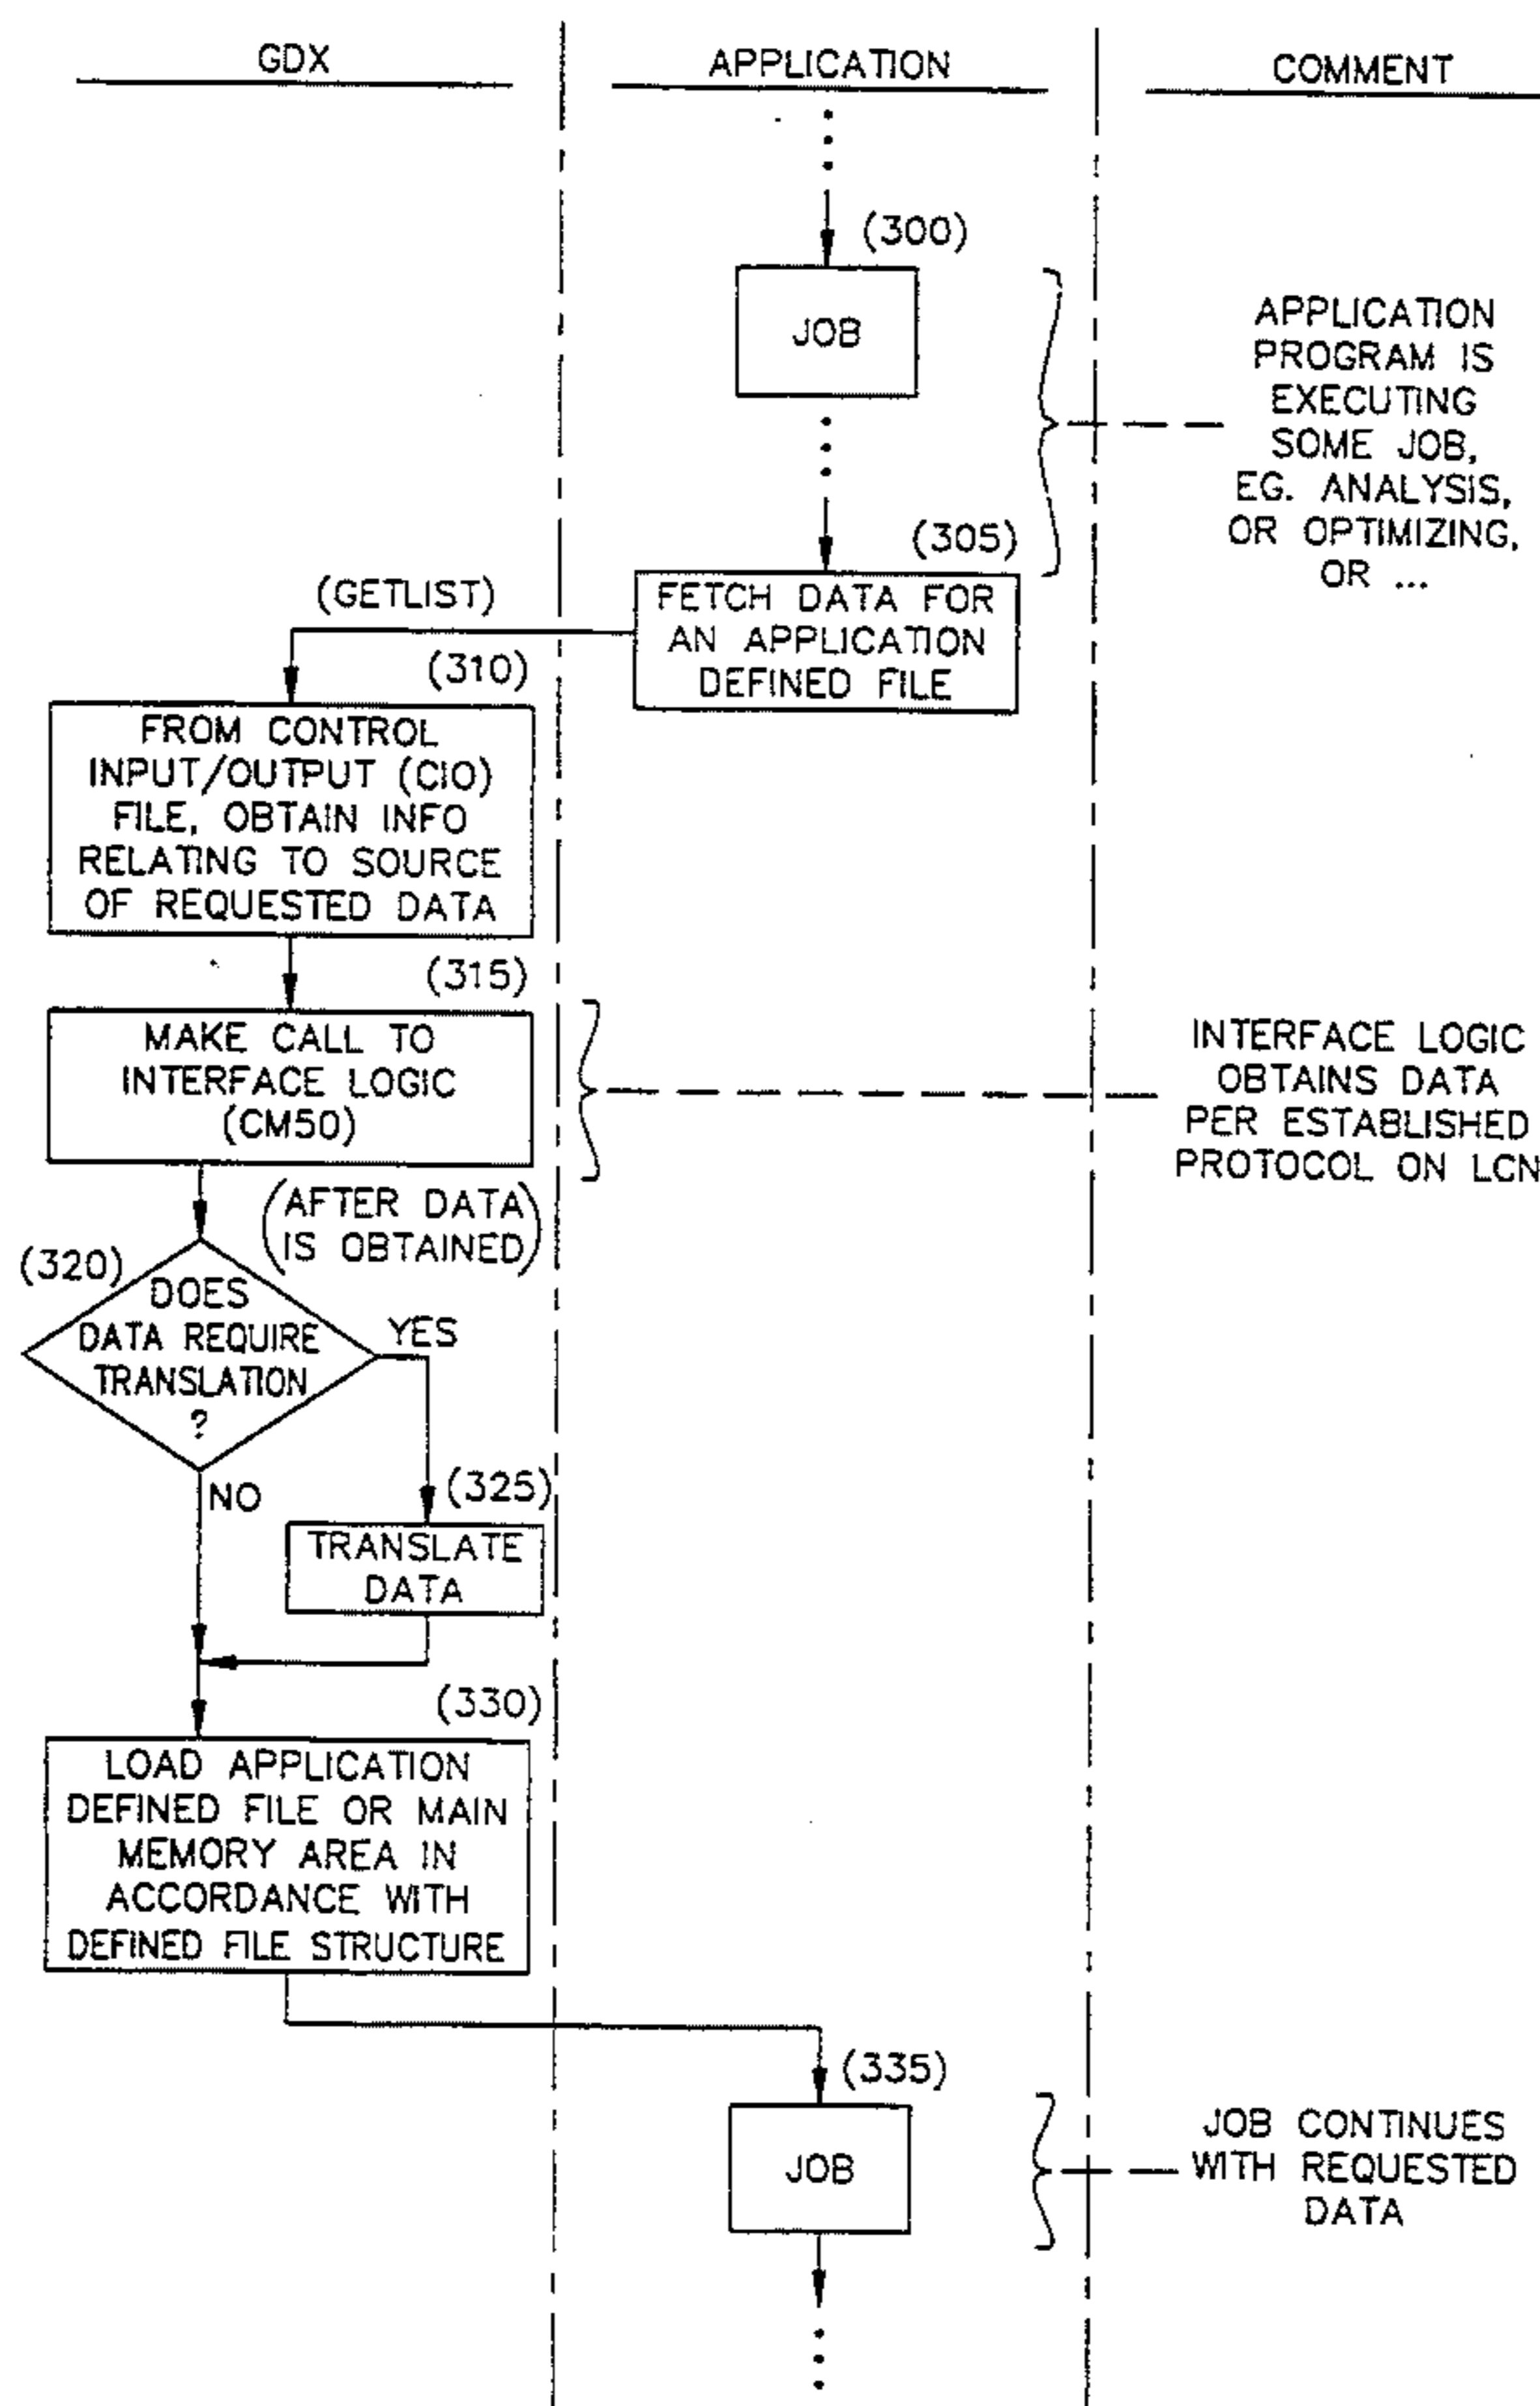 GDX
APPLICATION
COMMENT
(300)
JOB
APPLICATION
PROGRAM IS
EXECUTING
SOME JOB,
EG. ANALYSIS,
OR OPTIMIZING,
OR ...
(305)
FETCH DATA FOR
AN APPLICATION
DEFINED FILE
(GETLIST)
(310)
FROM CONTROL
INPUT/OUTPUT (CIO)
FILE, OBTAIN INFO
RELATING TO SOURCE
OF REQUESTED DATA
(315)
MAKE CALL TO
INTERFACE LOGIC
(CM50)
INTERFACE LOGIC
OBTAINS DATA
PER ESTABLISHED
PROTOCOL ON LCN
(AFTER DATA
IS OBTAINED)
(320)
DOES
DATA REQUIRE
TRANSLATION
?
YES
NO
(325)
TRANSLATE
DATA
(330)
LOAD APPLICATION
DEFINED FILE OR MAIN
MEMORY AREA IN
ACCORDANCE WITH
DEFINED FILE STRUCTURE
(335)
JOB
JOB CONTINUES
WITH REQUESTED
DATA